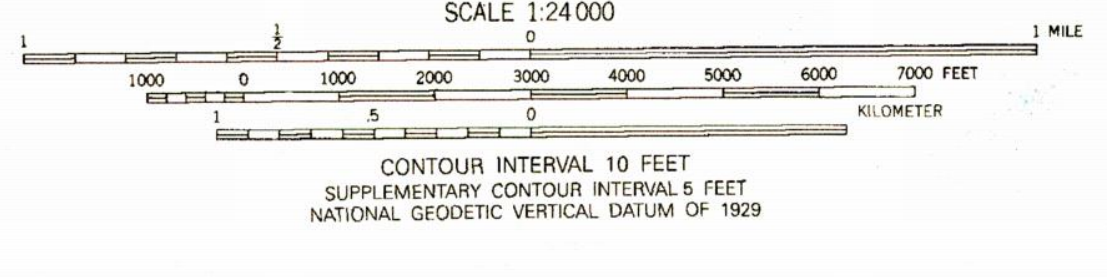 SCALE 1:24 000
1 ½ 0 1 MILE
1000 0 1000 2000 3000 4000 5000 6000 7000 FEET
1 .5 0 KILOMETER
CONTOUR INTERVAL 10 FEET
SUPPLEMENTARY CONTOUR INTERVAL 5 FEET
NATIONAL GEODETIC VERTICAL DATUM OF 1929